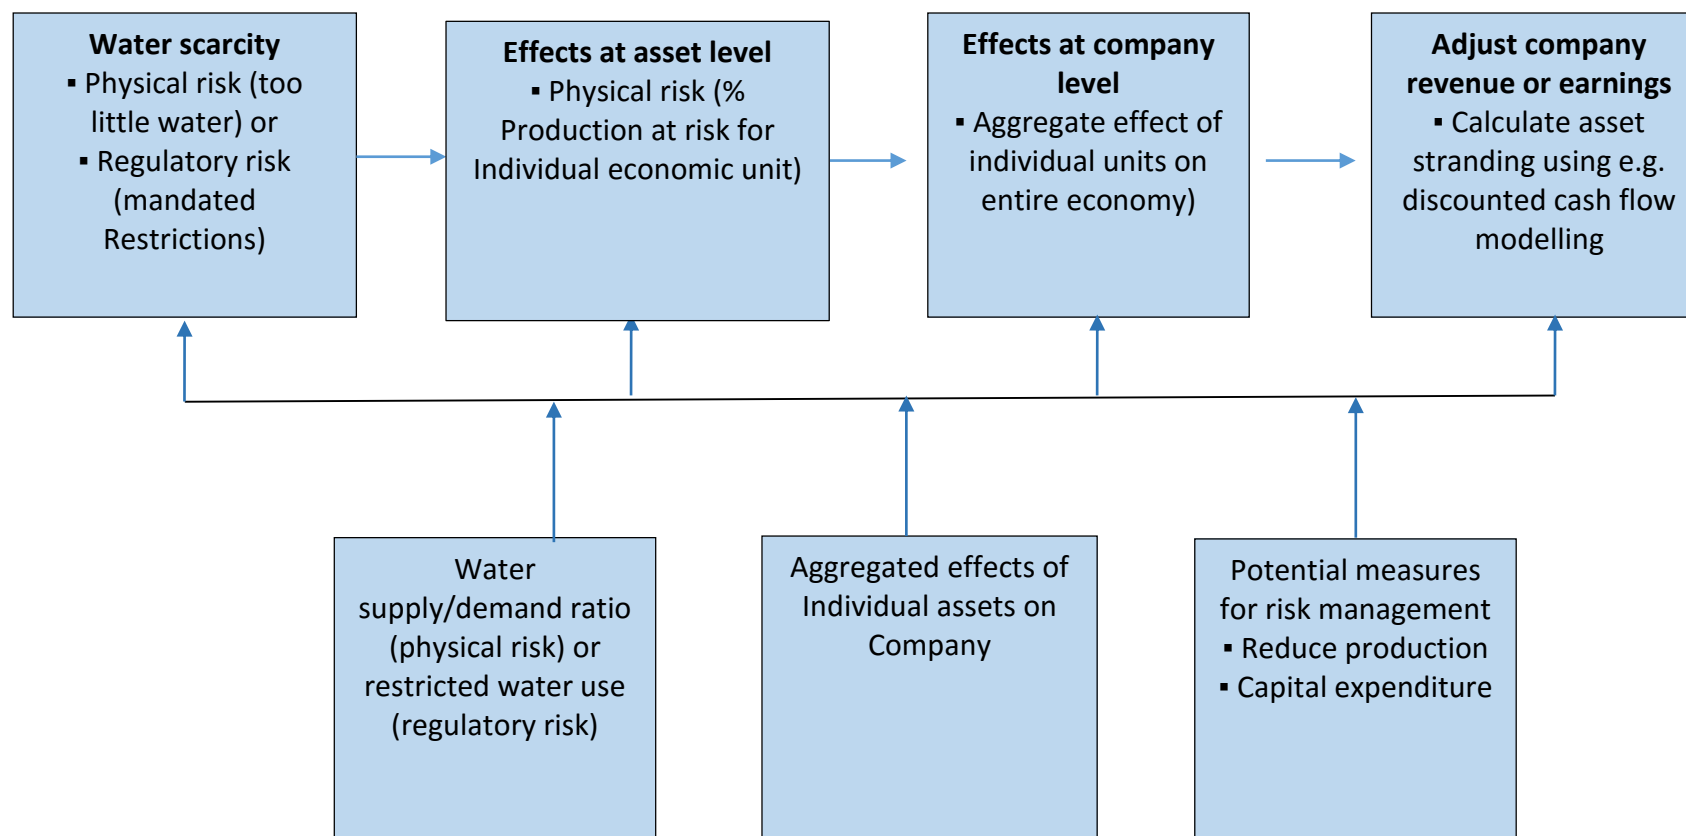 Water scarcity
▪ Physical risk (too
little water) or
▪ Regulatory risk
(mandated
Restrictions)
Effects at asset level
▪ Physical risk (%
Production at risk for
Individual economic unit)
Effects at company
level
▪ Aggregate effect of
individual units on
entire economy)
Adjust company
revenue or earnings
▪ Calculate asset
stranding using e.g.
discounted cash flow
modelling
Water
supply/demand ratio
(physical risk) or
restricted water use
(regulatory risk)
Aggregated effects of
Individual assets on
Company
Potential measures
for risk management
▪ Reduce production
▪ Capital expenditure